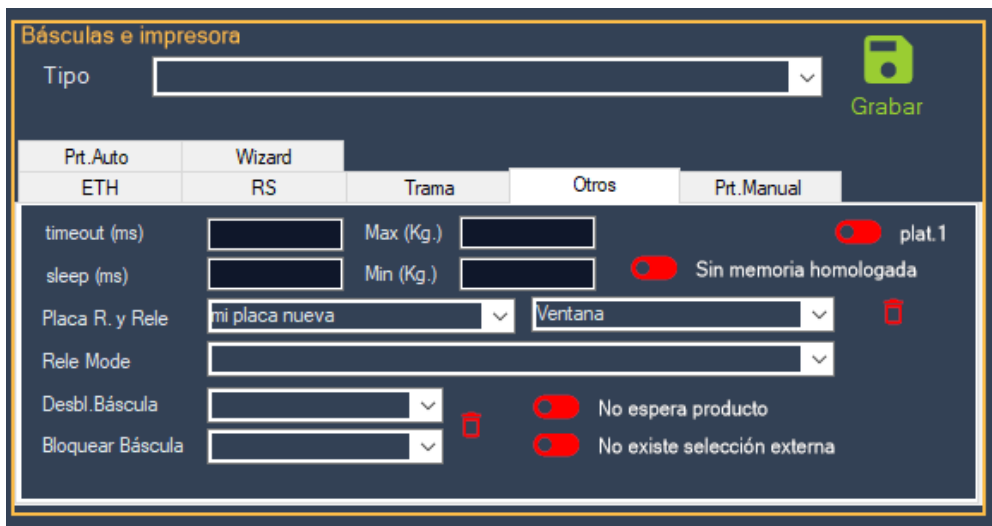 Básculas e impresora
Tipo
Grabar
Prt.Auto Wizard
ETH RS Trama Otros Prt.Manual
timeout (ms) Max (Kg.) plat.1
sleep (ms) Min (Kg.) Sin memoria homologada
Placa R. y Rele mi placa nueva Ventana
Rele Mode
Desbl.Báscula No espera producto
Bloquear Báscula No existe selección externa